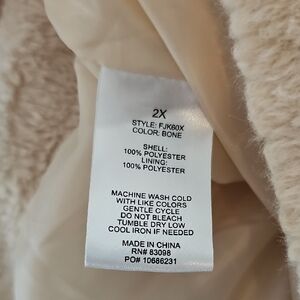 2X
STYLE: FJK60X
COLOR: BONE
SHELL:
100% POLYESTER
LINING:
100% POLYESTER
MACHINE WASH COLD
WITH LIKE COLORS
GENTLE CYCLE
DO NOT BLEACH
TUMBLE DRY LOW
COOL IRON IF NEEDED
MADE IN CHINA
RN# 83098
PO# 10686231